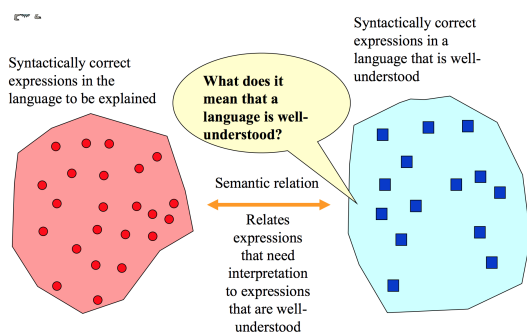 Syntactically correct
expressions in the
language to be explained
What does it
mean that a
language is well-
understood?
Syntactically correct
expressions in a
language that is well-
understood
Semantic relation
Relates
expressions
that need
interpretation
to expressions
that are well-
understood